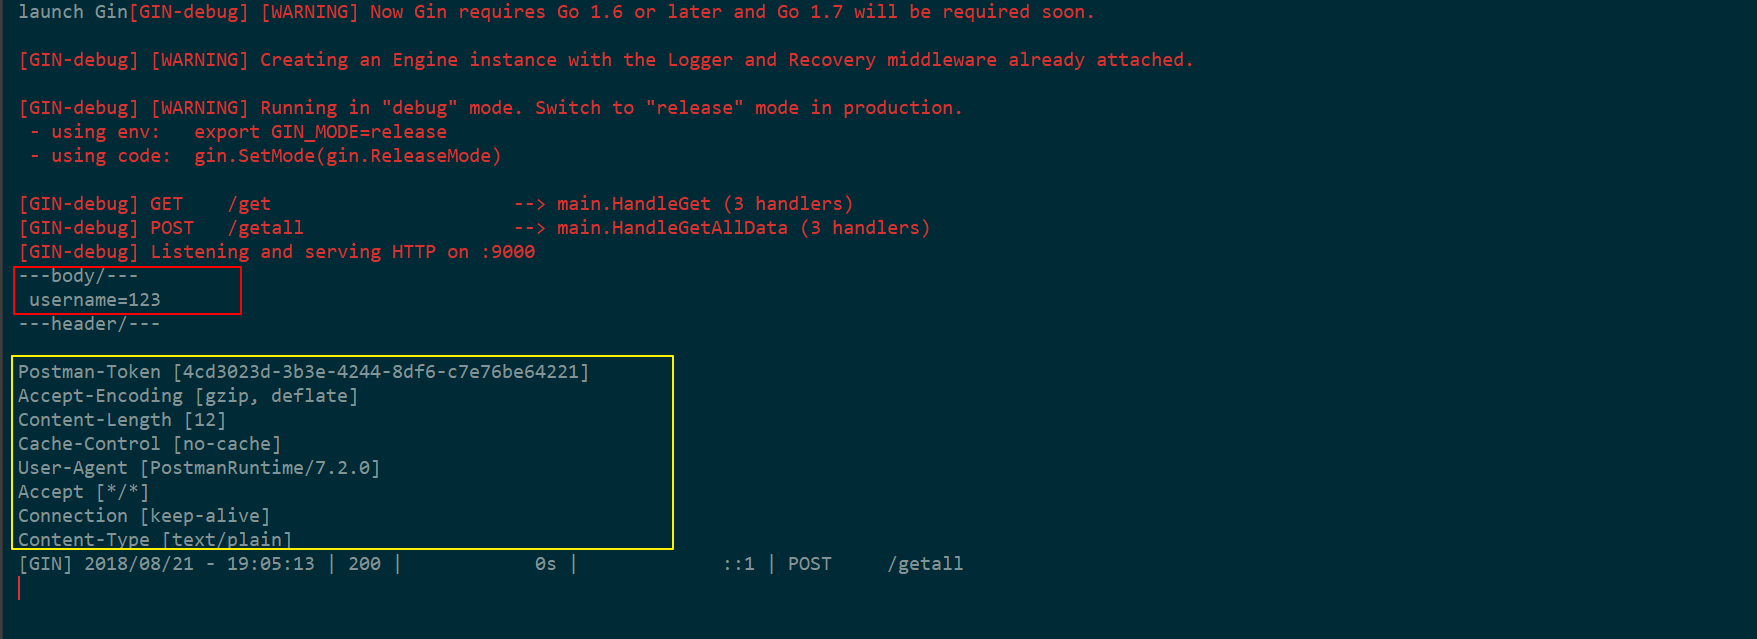 launch Gin[GIN-debug] [WARNING] Now Gin requires Go 1.6 or later and Go 1.7 will be required soon.
[GIN-debug] [WARNING] Creating an Engine instance with the Logger and Recovery middleware already attached.
[GIN-debug] [WARNING] Running in "debug" mode. Switch to "release" mode in production.
 - using env:   export GIN_MODE=release
 - using code:  gin.SetMode(gin.ReleaseMode)
[GIN-debug] GET    /get                      --> main.HandleGet (3 handlers)
[GIN-debug] POST   /getall                   --> main.HandleGetAllData (3 handlers)
[GIN-debug] Listening and serving HTTP on :9000
---body/---
 username=123
---header/---
Postman-Token [4cd3023d-3b3e-4244-8df6-c7e76be64221]
Accept-Encoding [gzip, deflate]
Content-Length [12]
Cache-Control [no-cache]
User-Agent [PostmanRuntime/7.2.0]
Accept [*/*]
Connection [keep-alive]
Content-Type [text/plain]
[GIN] 2018/08/21 - 19:05:13 | 200 |            0s |             ::1 | POST     /getall